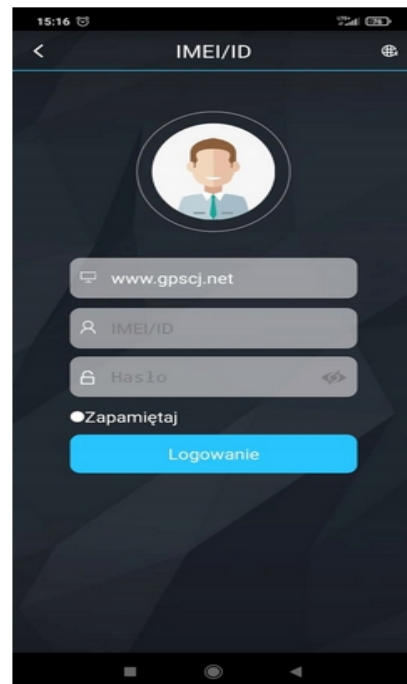 15:16
IMEI/ID
www.gpscj.net
IMEI/ID
Hasło
Zapamiętaj
Logowanie